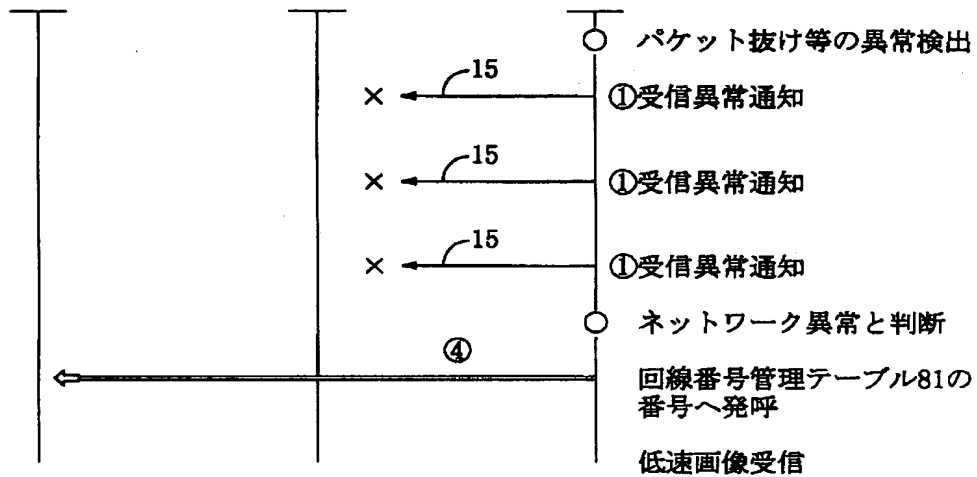 パケット抜け等の異常検出
15
①受信異常通知
15
①受信異常通知
15
①受信異常通知
ネットワーク異常と判断
④
回線番号管理テーブル81の
番号へ発呼
低速画像受信